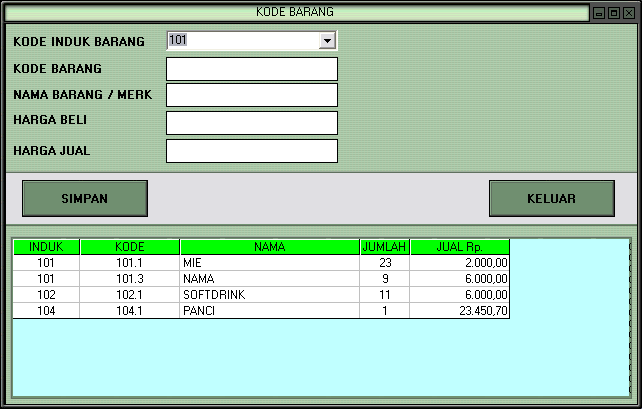 KODE BARANG
KODE INDUK BARANG 101
KODE BARANG
NAMA BARANG / MERK
HARGA BELI
HARGA JUAL
SIMPAN KELUAR
INDUK KODE NAMA JUMLAH JUAL Rp.
101 101.1 MIE 23 2.000,00
101 101.3 NAMA 9 6.000,00
102 102.1 SOFTDRINK 11 6.000,00
104 104.1 PANCI 1 23.450,70